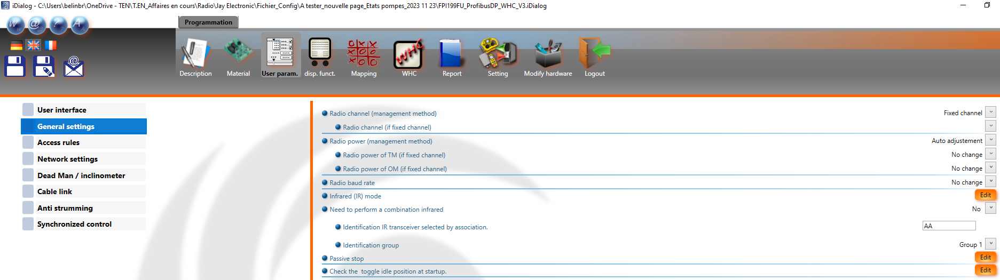 iDialog - C:\Users\belinbr\OneDrive - TEN\T.EN_Affaires en cours\Radio\Jay Electronic\Fichier_Config\A tester_nouvelle page_Etats pompes_2023 11 23\FPI199FU_ProfibusDP_WHC_V3.iDialog
Programmation
Description Material User param. disp. funct. Mapping WHC Report Setting Modify hardware Logout
User interface
General settings
Access rules
Network settings
Dead Man / inclinometer
Cable link
Anti strumming
Synchronized control
Radio channel (management method) Fixed channel
Radio channel (if fixed channel)
Radio power (management method) Auto adjustement
Radio power of TM (if fixed channel) No change
Radio power of OM (if fixed channel) No change
Radio baud rate No change
Infrared (IR) mode Edit
Need to perform a combination infrared No
Identification IR transceiver selected by association. AA
Identification group Group 1
Passive stop Edit
Check the toggle idle position at startup. Edit